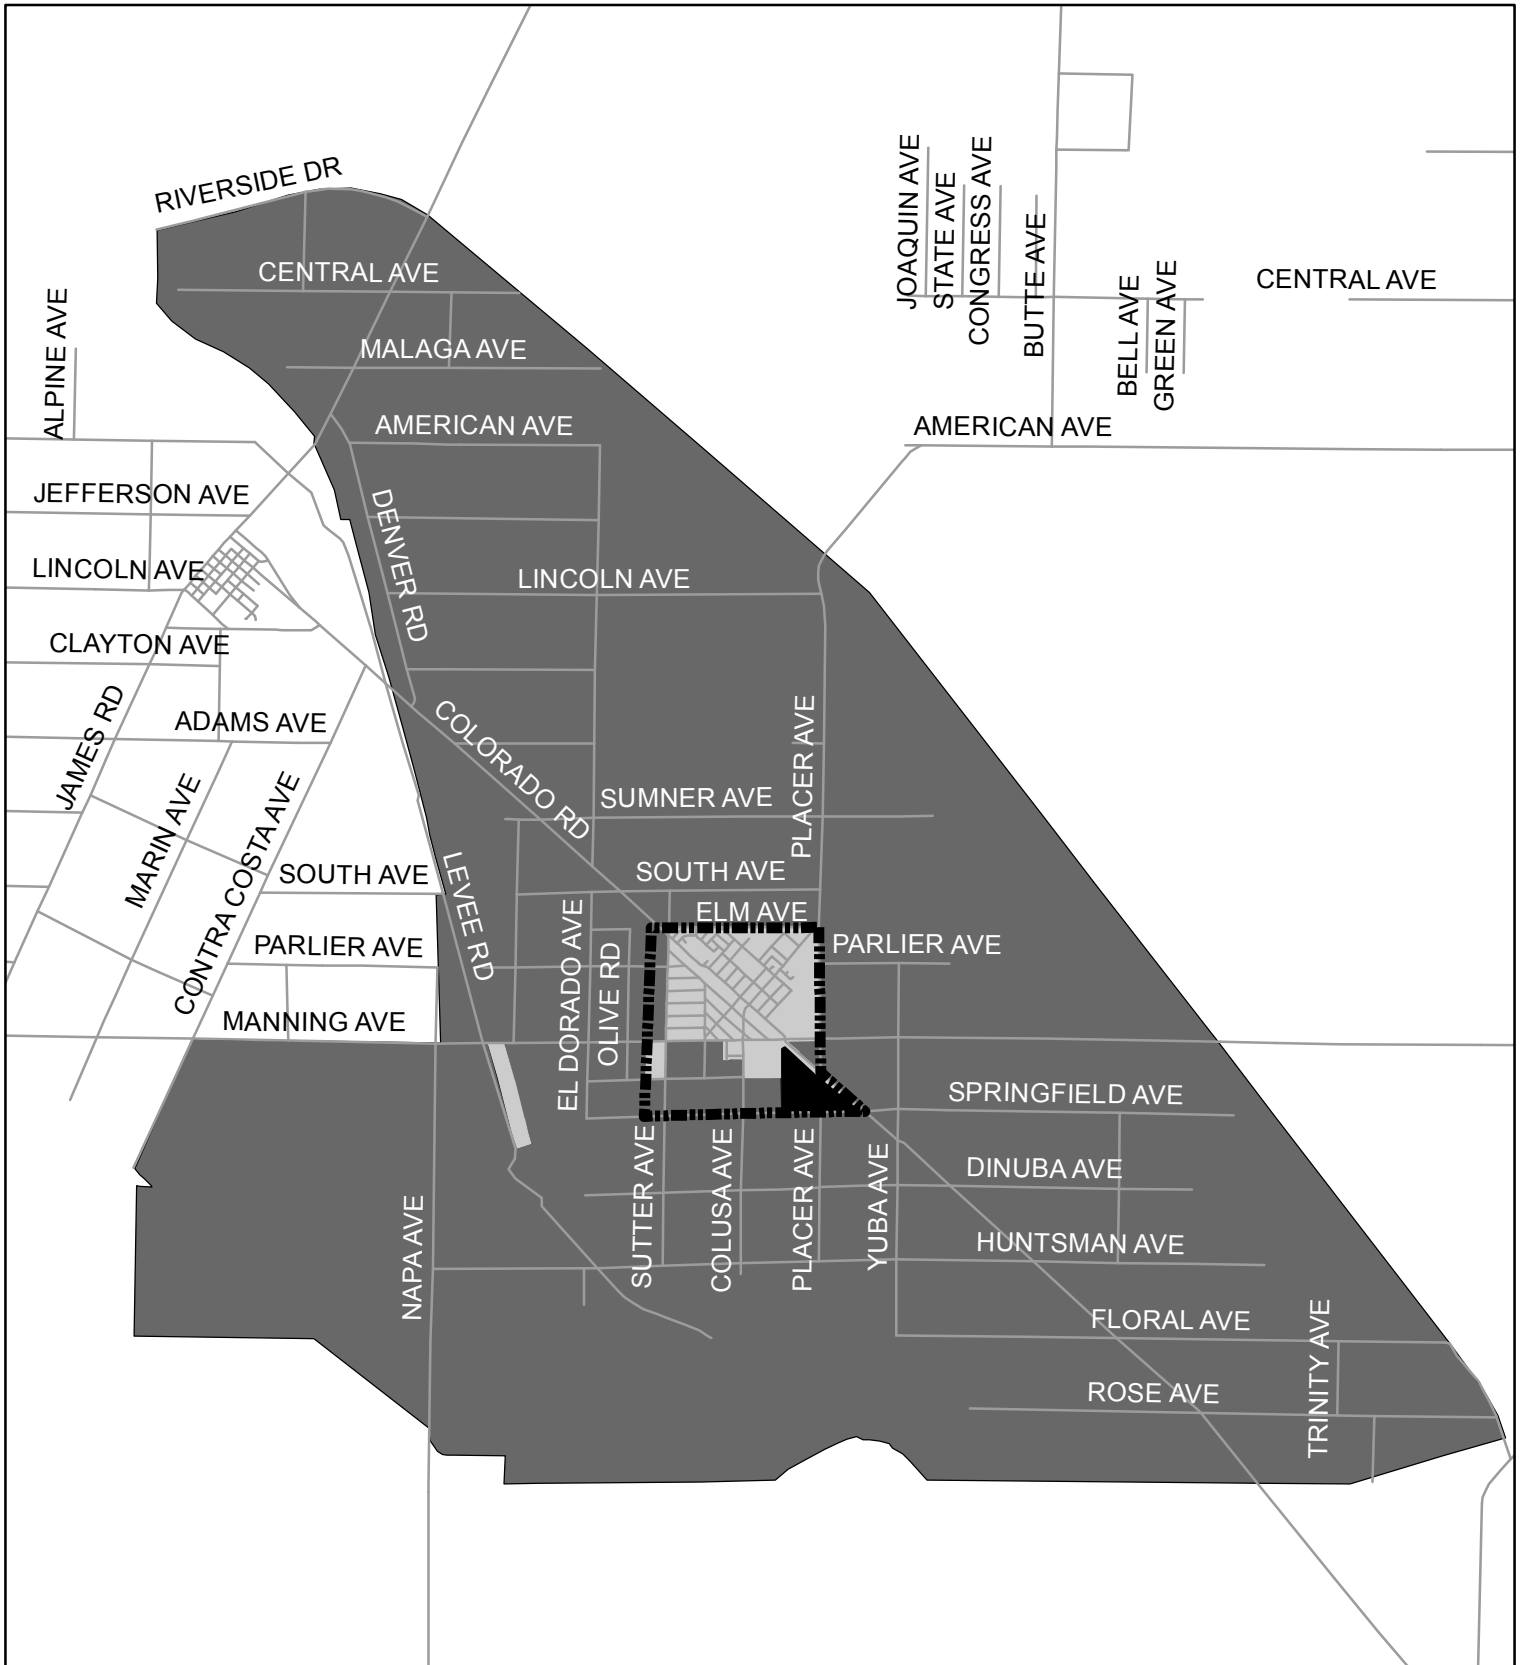 RIVERSIDE DR
JOAQUIN AVE
STATE AVE
CONGRESS AVE
BUTTE AVE
CENTRAL AVE
CENTRAL AVE
BELL AVE
GREEN AVE
ALPINE AVE
MALAGA AVE
AMERICAN AVE
AMERICAN AVE
JEFFERSON AVE
DENVER RD
LINCOLN AVE
LINCOLN AVE
CLAYTON AVE
JAMES RD
ADAMS AVE
COLORADO RD
PLACER AVE
MARIN AVE
CONTRA COSTA AVE
SUMNER AVE
SOUTH AVE
SOUTH AVE
LEVEE RD
ELM AVE
EL DORADO AVE
OLIVE RD
PARLIER AVE
PARLIER AVE
MANNING AVE
SPRINGFIELD AVE
SUTTER AVE
COLUSA AVE
PLACER AVE
YUBA AVE
DINUBA AVE
NAPA AVE
HUNTSMAN AVE
FLORAL AVE
TRINITY AVE
ROSE AVE